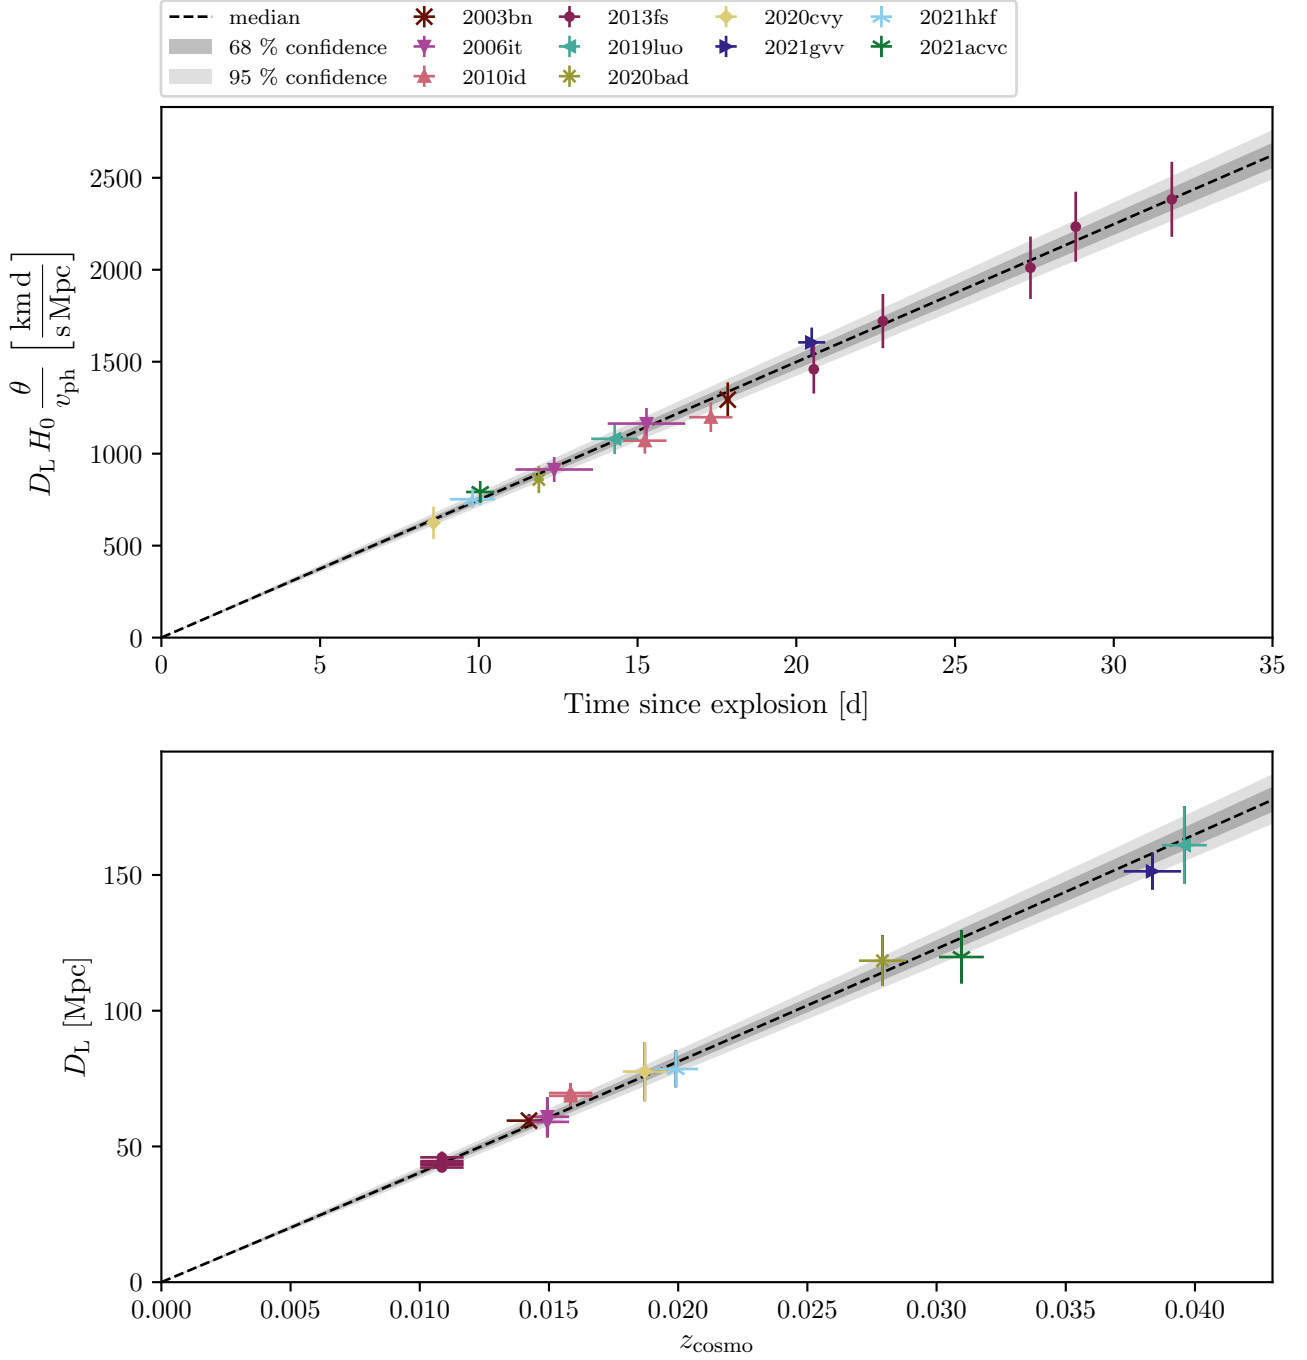 median 2003bn 2013fs 2020cvy 2021hkf
68 % confidence 2006it 2019luo 2021gvv 2021acvc
95 % confidence 2010id 2020bad
2500
2000
1500
1000
500
0
D_L H_0 θ/v_ph [km d/s Mpc]
0 5 10 15 20 25 30 35
Time since explosion [d]
150
100
50
0
D_L [Mpc]
0.000 0.005 0.010 0.015 0.020 0.025 0.030 0.035 0.040
z_cosmo